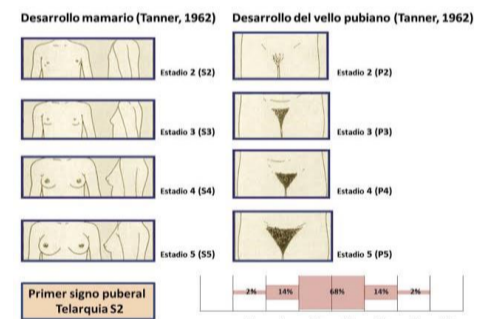 Desarrollo mamario (Tanner, 1962)
Desarrollo del vello pubiano (Tanner, 1962)
Estadio 2 (S2)
Estadio 2 (P2)
Estadio 3 (S3)
Estadio 3 (P3)
Estadio 4 (S4)
Estadio 4 (P4)
Estadio 5 (S5)
Estadio 5 (P5)
Primer signo puberal
Telarquia S2
2% 14% 68% 14% 2%